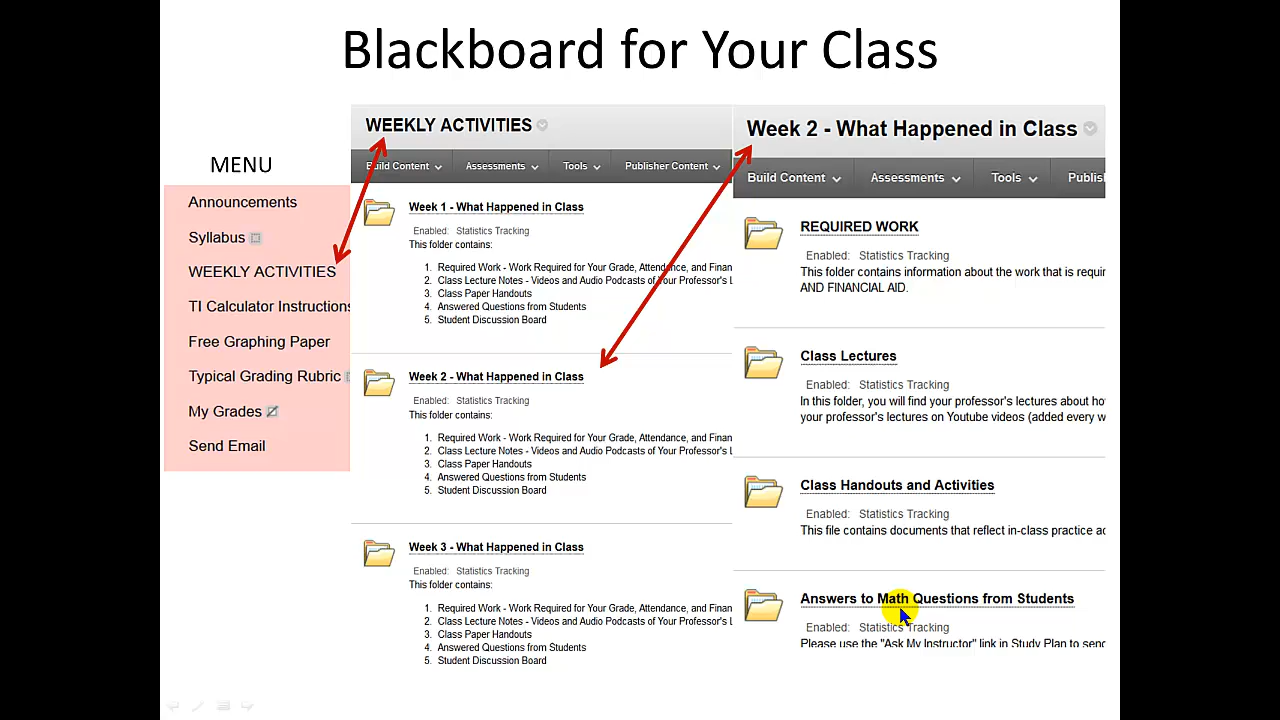 Blackboard for Your Class
MENU
Announcements
Syllabus
WEEKLY ACTIVITIES
TI Calculator Instructions
Free Graphing Paper
Typical Grading Rubric
My Grades
Send Email
WEEKLY ACTIVITIES
Build Content Assessments Tools Publisher Content
Week 1 - What Happened in Class
Enabled: Statistics Tracking
This folder contains:
1. Required Work - Work Required for Your Grade, Attendance, and Finan
2. Class Lecture Notes - Videos and Audio Podcasts of Your Professor's
3. Class Paper Handouts
4. Answered Questions from Students
5. Student Discussion Board
Week 2 - What Happened in Class
Enabled: Statistics Tracking
This folder contains:
1. Required Work - Work Required for Your Grade, Attendance, and Finan
2. Class Lecture Notes - Videos and Audio Podcasts of Your Professor's
3. Class Paper Handouts
4. Answered Questions from Students
5. Student Discussion Board
Week 3 - What Happened in Class
Enabled: Statistics Tracking
This folder contains:
1. Required Work - Work Required for Your Grade, Attendance, and Finan
2. Class Lecture Notes - Videos and Audio Podcasts of Your Professor's
3. Class Paper Handouts
4. Answered Questions from Students
5. Student Discussion Board
Week 2 - What Happened in Class
Build Content Assessments Tools Publis
REQUIRED WORK
Enabled: Statistics Tracking
This folder contains information about the work that is requir
AND FINANCIAL AID.
Class Lectures
Enabled: Statistics Tracking
In this folder, you will find your professor's lectures about ho
your professor's lectures on Youtube videos (added every w
Class Handouts and Activities
Enabled: Statistics Tracking
This file contains documents that reflect in-class practice ac
Answers to Math Questions from Students
Enabled: Statistics Tracking
Please use the "Ask My Instructor" link in Study Plan to senc